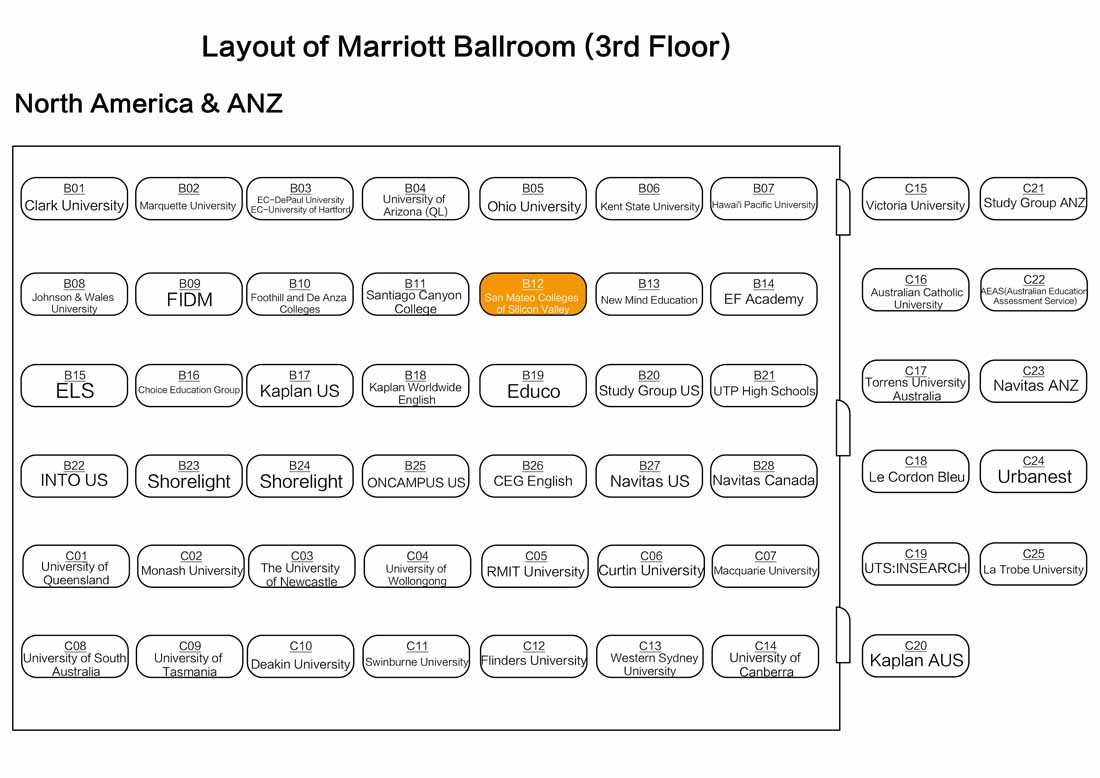 Layout of Marriott Ballroom (3rd Floor)
North America & ANZ
B01
Clark University
B02
Marquette University
B03
EC-DePaul University
EC-University of Hartford
B04
University of
Arizona (QL)
B05
Ohio University
B06
Kent State University
B07
Hawai'i Pacific University
C15
Victoria University
C21
Study Group ANZ
B08
Johnson & Wales
University
B09
FIDM
B10
Foothill and De Anza
Colleges
B11
Santiago Canyon
College
B12
San Mateo Colleges
of Silicon Valley
B13
New Mind Education
B14
EF Academy
C16
Australian Catholic
University
C22
AEAS(Australian Education
Assessment Service)
B15
ELS
B16
Choice Education Group
B17
Kaplan US
B18
Kaplan Worldwide
English
B19
Educo
B20
Study Group US
B21
UTP High Schools
C17
Torrens University
Australia
C23
Navitas ANZ
B22
INTO US
B23
Shorelight
B24
Shorelight
B25
ONCAMPUS US
B26
CEG English
B27
Navitas US
B28
Navitas Canada
C18
Le Cordon Bleu
C24
Urbanest
C01
University of
Queensland
C02
Monash University
C03
The University
of Newcastle
C04
University of
Wollongong
C05
RMIT University
C06
Curtin University
C07
Macquarie University
C19
UTS:INSEARCH
C25
La Trobe University
C08
University of South
Australia
C09
University of
Tasmania
C10
Deakin University
C11
Swinburne University
C12
Flinders University
C13
Western Sydney
University
C14
University of
Canberra
C20
Kaplan AUS